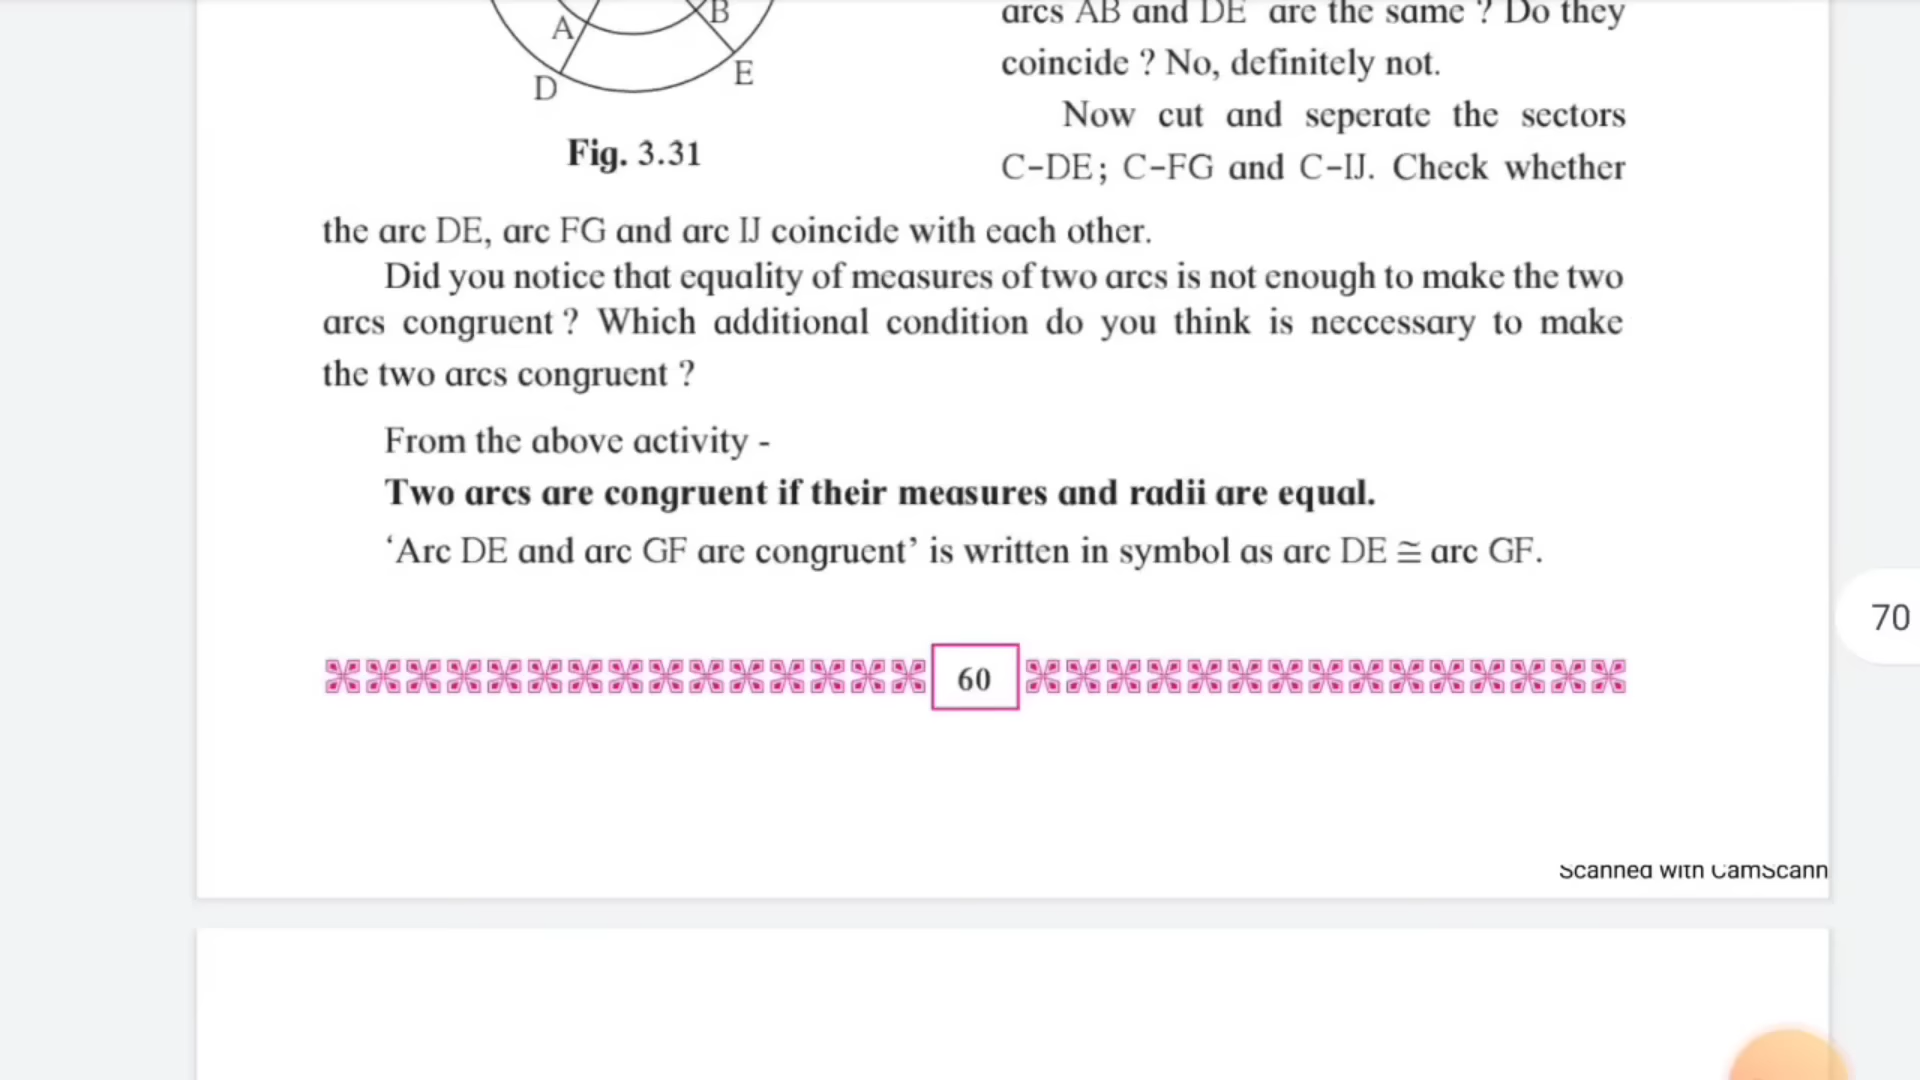 A
B
D
E
Fig. 3.31
arcs AB and DE are the same ? Do they
coincide ? No, definitely not.
Now cut and seperate the sectors
C-DE; C-FG and C-IJ. Check whether
the arc DE, arc FG and arc IJ coincide with each other.
Did you notice that equality of measures of two arcs is not enough to make the two
arcs congruent ? Which additional condition do you think is neccessary to make
the two arcs congruent ?
From the above activity -
Two arcs are congruent if their measures and radii are equal.
‘Arc DE and arc GF are congruent’ is written in symbol as arc DE ≅ arc GF.
70
60
Scanned with CamScann